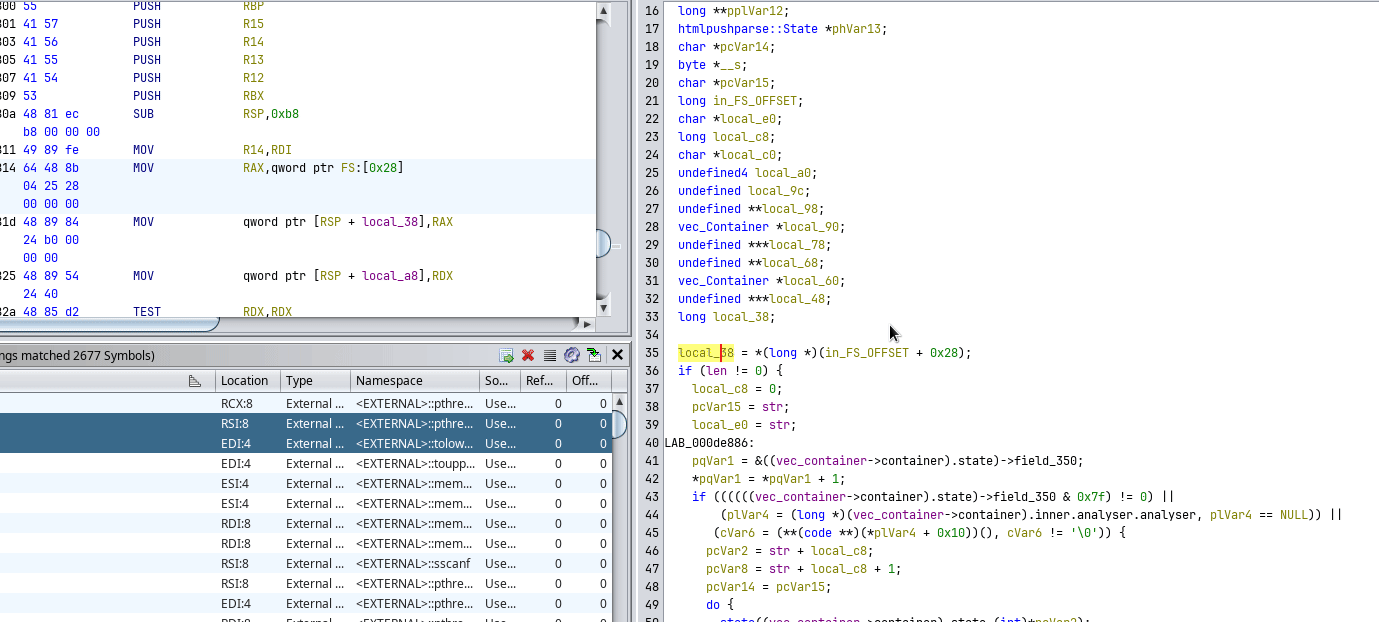 300 55 PUSH RBP
301 41 57 PUSH R15
303 41 56 PUSH R14
305 41 55 PUSH R13
307 41 54 PUSH R12
309 53 PUSH RBX
30a 48 81 ec SUB RSP,0xb8
b8 00 00 00
311 49 89 fe MOV R14,RDI
314 64 48 8b MOV RAX,qword ptr FS:[0x28]
04 25 28
00 00 00
31d 48 89 84 MOV qword ptr [RSP + local_38],RAX
24 b0 00
00 00
325 48 89 54 MOV qword ptr [RSP + local_a8],RDX
24 40
32a 48 85 d2 TEST RDX,RDX
ngs matched 2677 Symbols)
Location Type Namespace So... Ref... Off...
RCX:8 External ... <EXTERNAL>::pthre... Use... 0 0
RSI:8 External ... <EXTERNAL>::pthre... Use... 0 0
EDI:4 External ... <EXTERNAL>::tolow... Use... 0 0
EDI:4 External ... <EXTERNAL>::toupp... Use... 0 0
ESI:4 External ... <EXTERNAL>::mem... Use... 0 0
ESI:4 External ... <EXTERNAL>::mem... Use... 0 0
RDI:8 External ... <EXTERNAL>::mem... Use... 0 0
RDI:8 External ... <EXTERNAL>::mem... Use... 0 0
RSI:8 External ... <EXTERNAL>::sscanf Use... 0 0
RSI:8 External ... <EXTERNAL>::pthre... Use... 0 0
EDI:4 External ... <EXTERNAL>::pthre... Use... 0 0
16 long **pplVar12;
17 htmlpushparse::State *phVar13;
18 char *pcVar14;
19 byte *__s;
20 char *pcVar15;
21 long in_FS_OFFSET;
22 char *local_e0;
23 long local_c8;
24 char *local_c0;
25 undefined4 local_a0;
26 undefined local_9c;
27 undefined **local_98;
28 vec_Container *local_90;
29 undefined ***local_78;
30 undefined **local_68;
31 vec_Container *local_60;
32 undefined ***local_48;
33 long local_38;
34
35 local_38 = *(long *)(in_FS_OFFSET + 0x28);
36 if (len != 0) {
37 local_c8 = 0;
38 pcVar15 = str;
39 local_e0 = str;
40 LAB_000de886:
41 pqVar1 = &((vec_container->container).state)->field_350;
42 *pqVar1 = *pqVar1 + 1;
43 if ((((((vec_container->container).state)->field_350 & 0x7f) != 0) ||
44 (plVar4 = (long *)(vec_container->container).inner.analyser.analyser, plVar4 == NULL)) ||
45 (cVar6 = (**(code **)(*plVar4 + 0x10))(), cVar6 != '\0')) {
46 pcVar2 = str + local_c8;
47 pcVar8 = str + local_c8 + 1;
48 pcVar14 = pcVar15;
49 do {